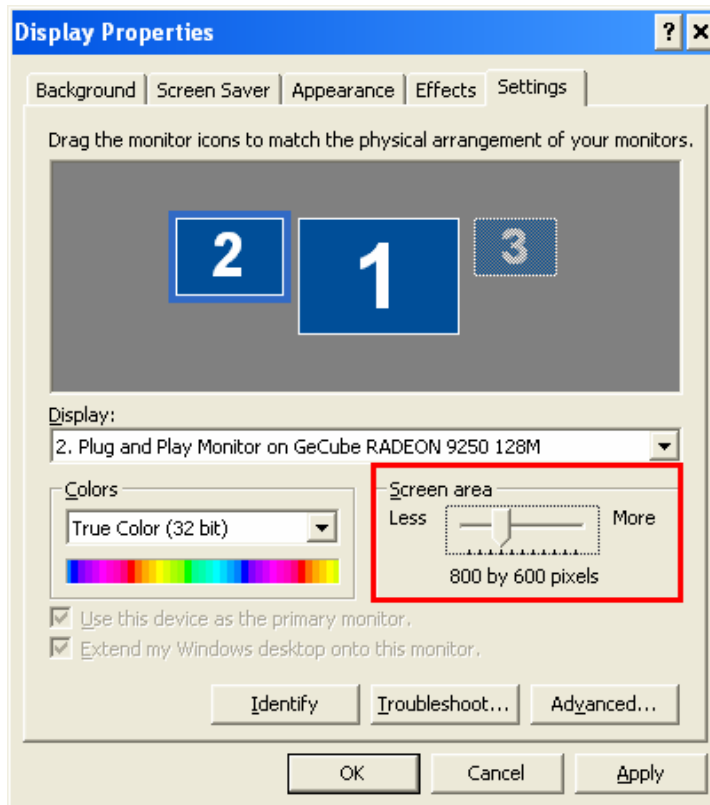 Display Properties
Background Screen Saver Appearance Effects Settings
Drag the monitor icons to match the physical arrangement of your monitors.
2 1 3
Display:
2. Plug and Play Monitor on GeCube RADEON 9250 128M
Colors
True Color (32 bit)
Screen area
Less More
800 by 600 pixels
Use this device as the primary monitor.
Extend my Windows desktop onto this monitor.
Identify Troubleshoot... Advanced...
OK Cancel Apply